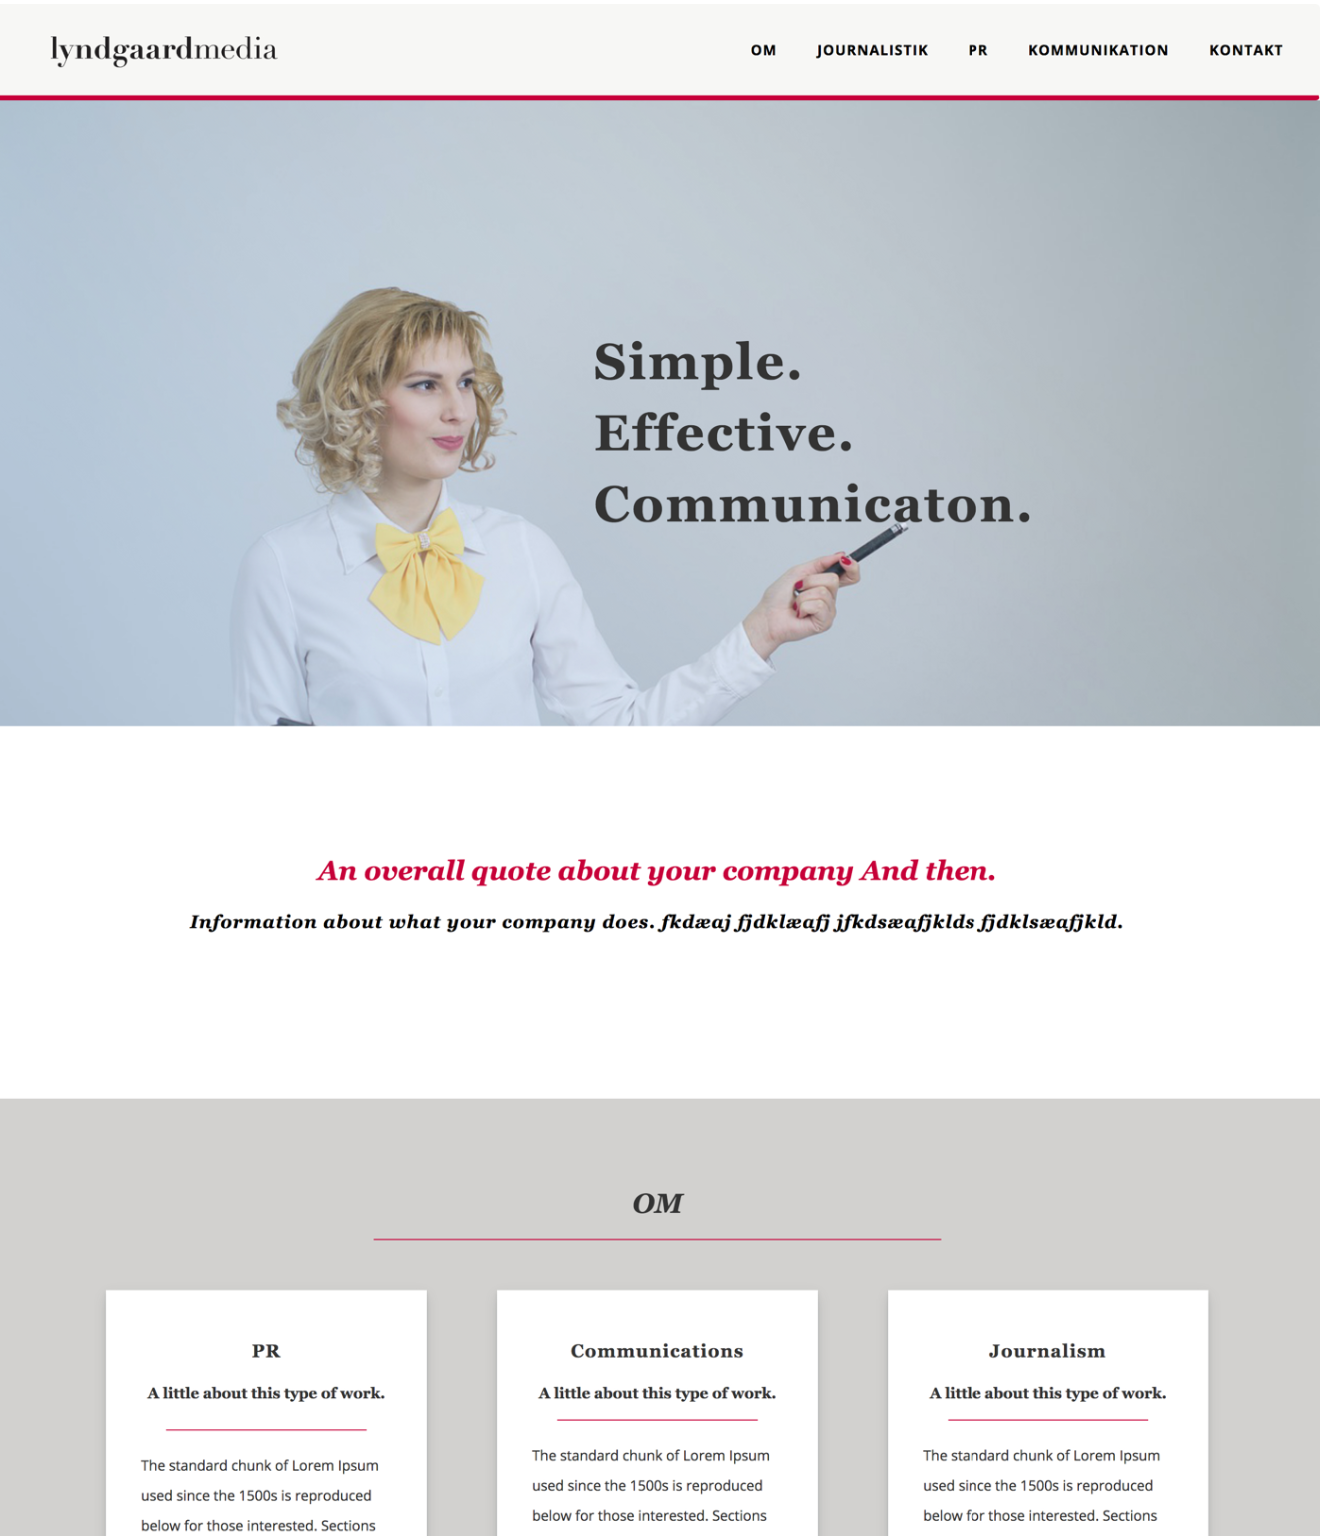 lyndgaardmedia
OM JOURNALISTIK PR KOMMUNIKATION KONTAKT
Simple.
Effective.
Communicaton.
An overall quote about your company And then.
Information about what your company does. fkdæaj fjdklæafj jfkdsæafjklds fjdklsæafjkld.
OM
PR
A little about this type of work.
The standard chunk of Lorem Ipsum
used since the 1500s is reproduced
below for those interested. Sections
Communications
A little about this type of work.
The standard chunk of Lorem Ipsum
used since the 1500s is reproduced
below for those interested. Sections
Journalism
A little about this type of work.
The standard chunk of Lorem Ipsum
used since the 1500s is reproduced
below for those interested. Sections